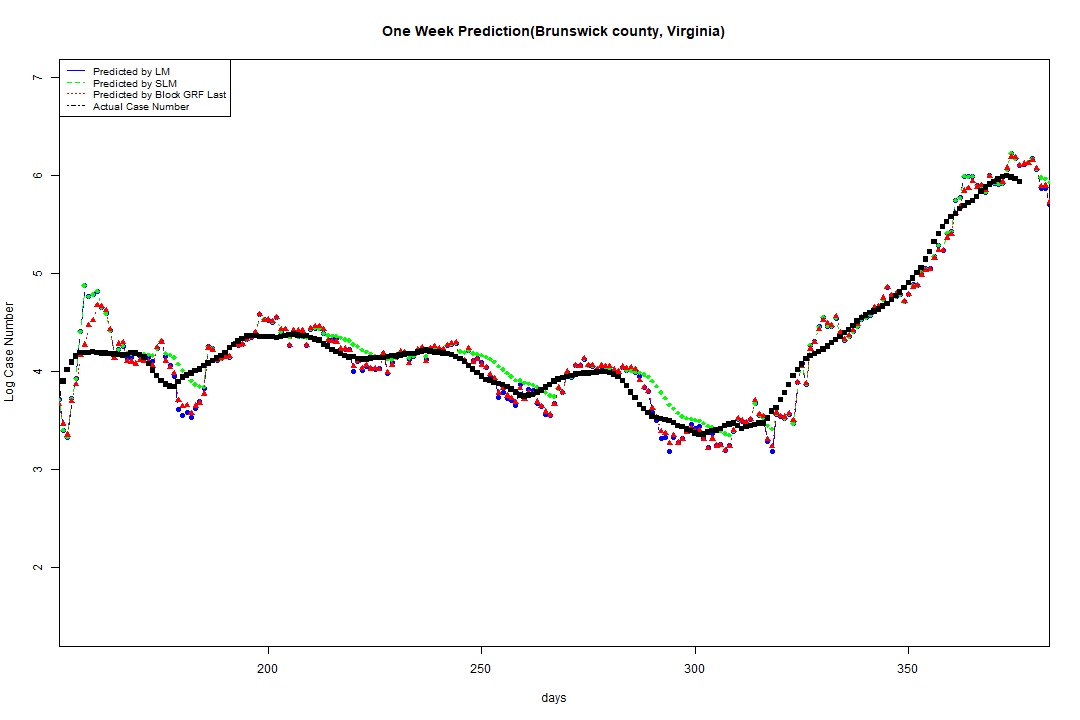 One Week Prediction(Brunswick county, Virginia)
Predicted by LM
Predicted by SLM
Predicted by Block GRF Last
Actual Case Number
7
6
5
4
3
2
Log Case Number
200
250
300
350
days